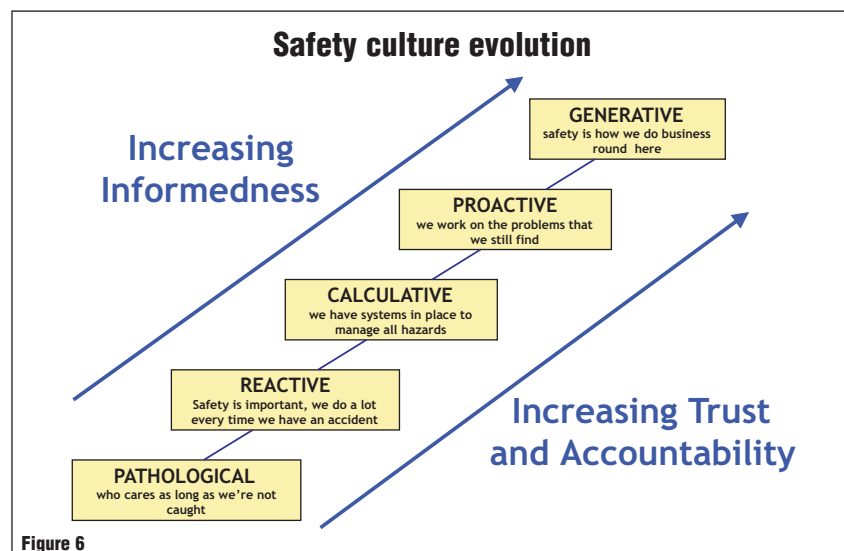 Safety culture evolution
GENERATIVE
safety is how we do business
round here
Increasing
Informedness
PROACTIVE
we work on the problems that
we still find
CALCULATIVE
we have systems in place to
manage all hazards
REACTIVE
Safety is important, we do a lot
every time we have an accident
Increasing Trust
and Accountability
PATHOLOGICAL
who cares as long as we're not
caught
Figure 6